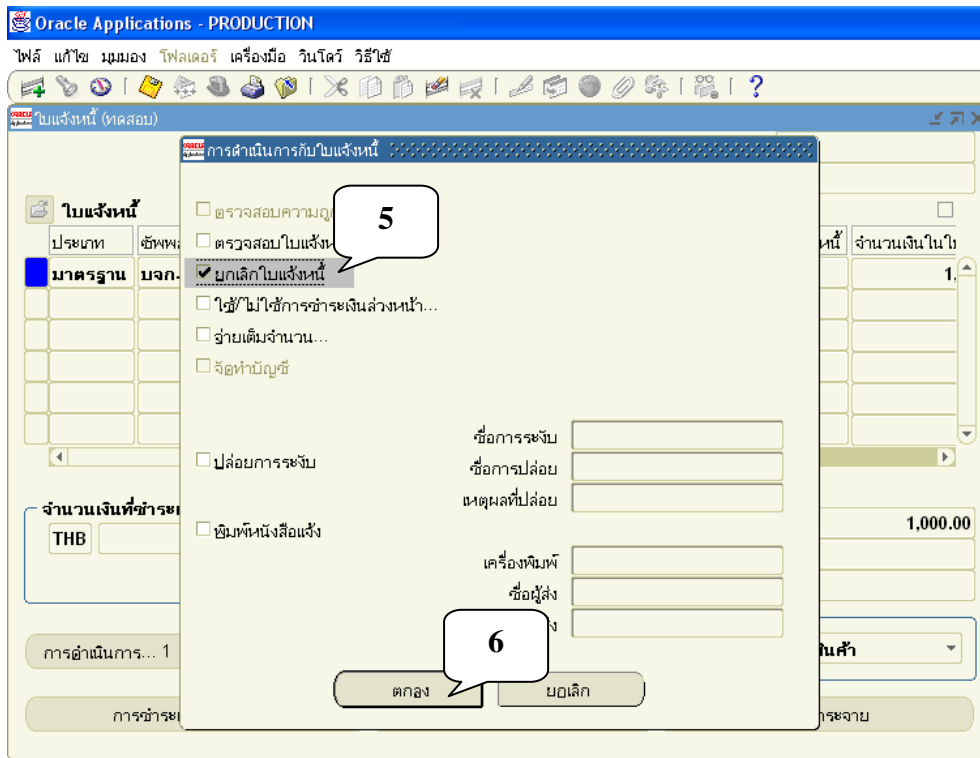 Oracle Applications - PRODUCTION
ไฟล์ แก้ไข มุมมอง โฟลเดอร์ เครื่องมือ วินโดว์ วิธีใช้
ใบแจ้งหนี้ (ทดสอบ)
การดำเนินการกับใบแจ้งหนี้
ใบแจ้งหนี้
ตรวจสอบความถู
5
ประเภท
ซัพพ
ตรวจสอบใบแจ้งห
หนี้
จำนวนเงินในใ
มาตรฐาน
บจก.
ยกเลิกใบแจ้งหนี้
1,
ใช้/ไม่ใช้การชำระเงินล่วงหน้า...
จ่ายเต็มจำนวน...
จัดทำบัญชี
ชื่อการระงับ
ปล่อยการระงับ
ชื่อการปล่อย
เหตุผลที่ปล่อย
จำนวนเงินที่ชำระ
พิมพ์หนังสือแจ้ง
1,000.00
THB
เครื่องพิมพ์
ชื่อผู้ส่ง
6
การดำเนินการ... 1
ินค้า
ตกลง
ยกเลิก
การชำระ
ระจาย